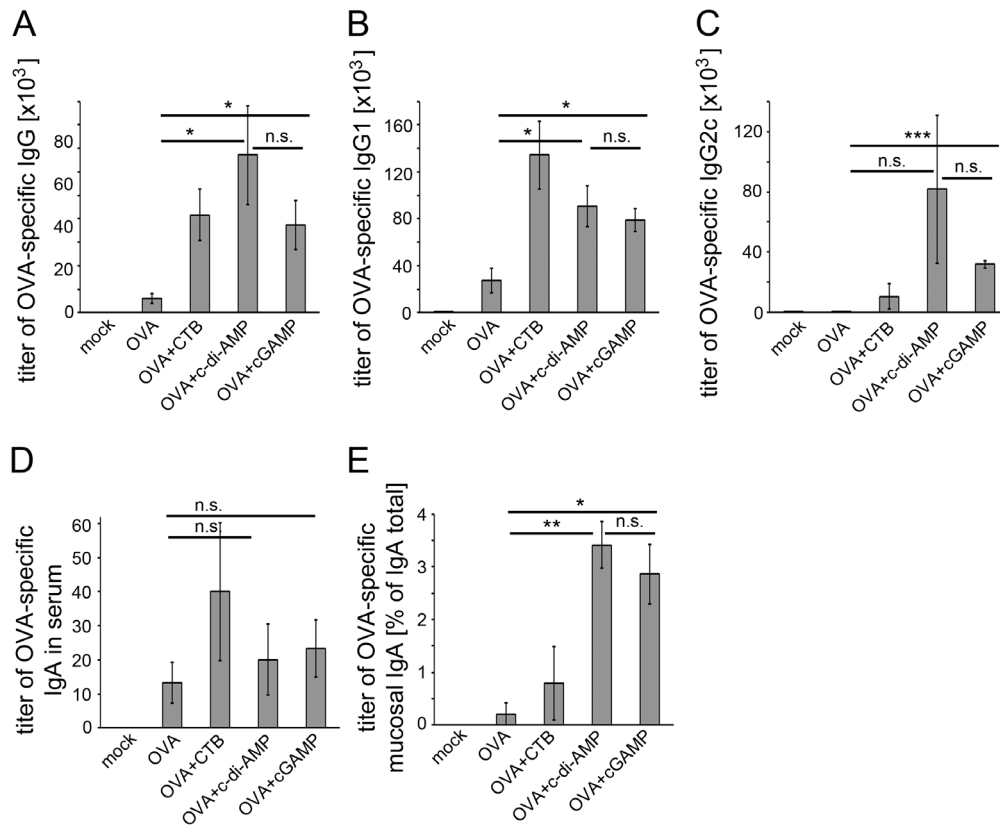 A
titer of OVA-specific IgG [x10³]
80
60
40
20
0
*
*
n.s.
mock
OVA
OVA+CTB
OVA+c-di-AMP
OVA+cGAMP
B
titer of OVA-specific IgG1 [x10³]
160
120
80
40
0
*
*
n.s.
mock
OVA
OVA+CTB
OVA+c-di-AMP
OVA+cGAMP
C
titer of OVA-specific IgG2c [x10³]
120
80
40
0
***
n.s.
n.s.
mock
OVA
OVA+CTB
OVA+c-di-AMP
OVA+cGAMP
D
titer of OVA-specific
IgA in serum
60
50
40
30
20
10
0
n.s.
n.s.
mock
OVA
OVA+CTB
OVA+c-di-AMP
OVA+cGAMP
E
titer of OVA-specific
mucosal IgA [% of IgA total]
4
3
2
1
0
*
**
n.s.
mock
OVA
OVA+CTB
OVA+c-di-AMP
OVA+cGAMP